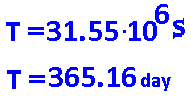 T = 31.55·10⁶s
T = 365.16 day